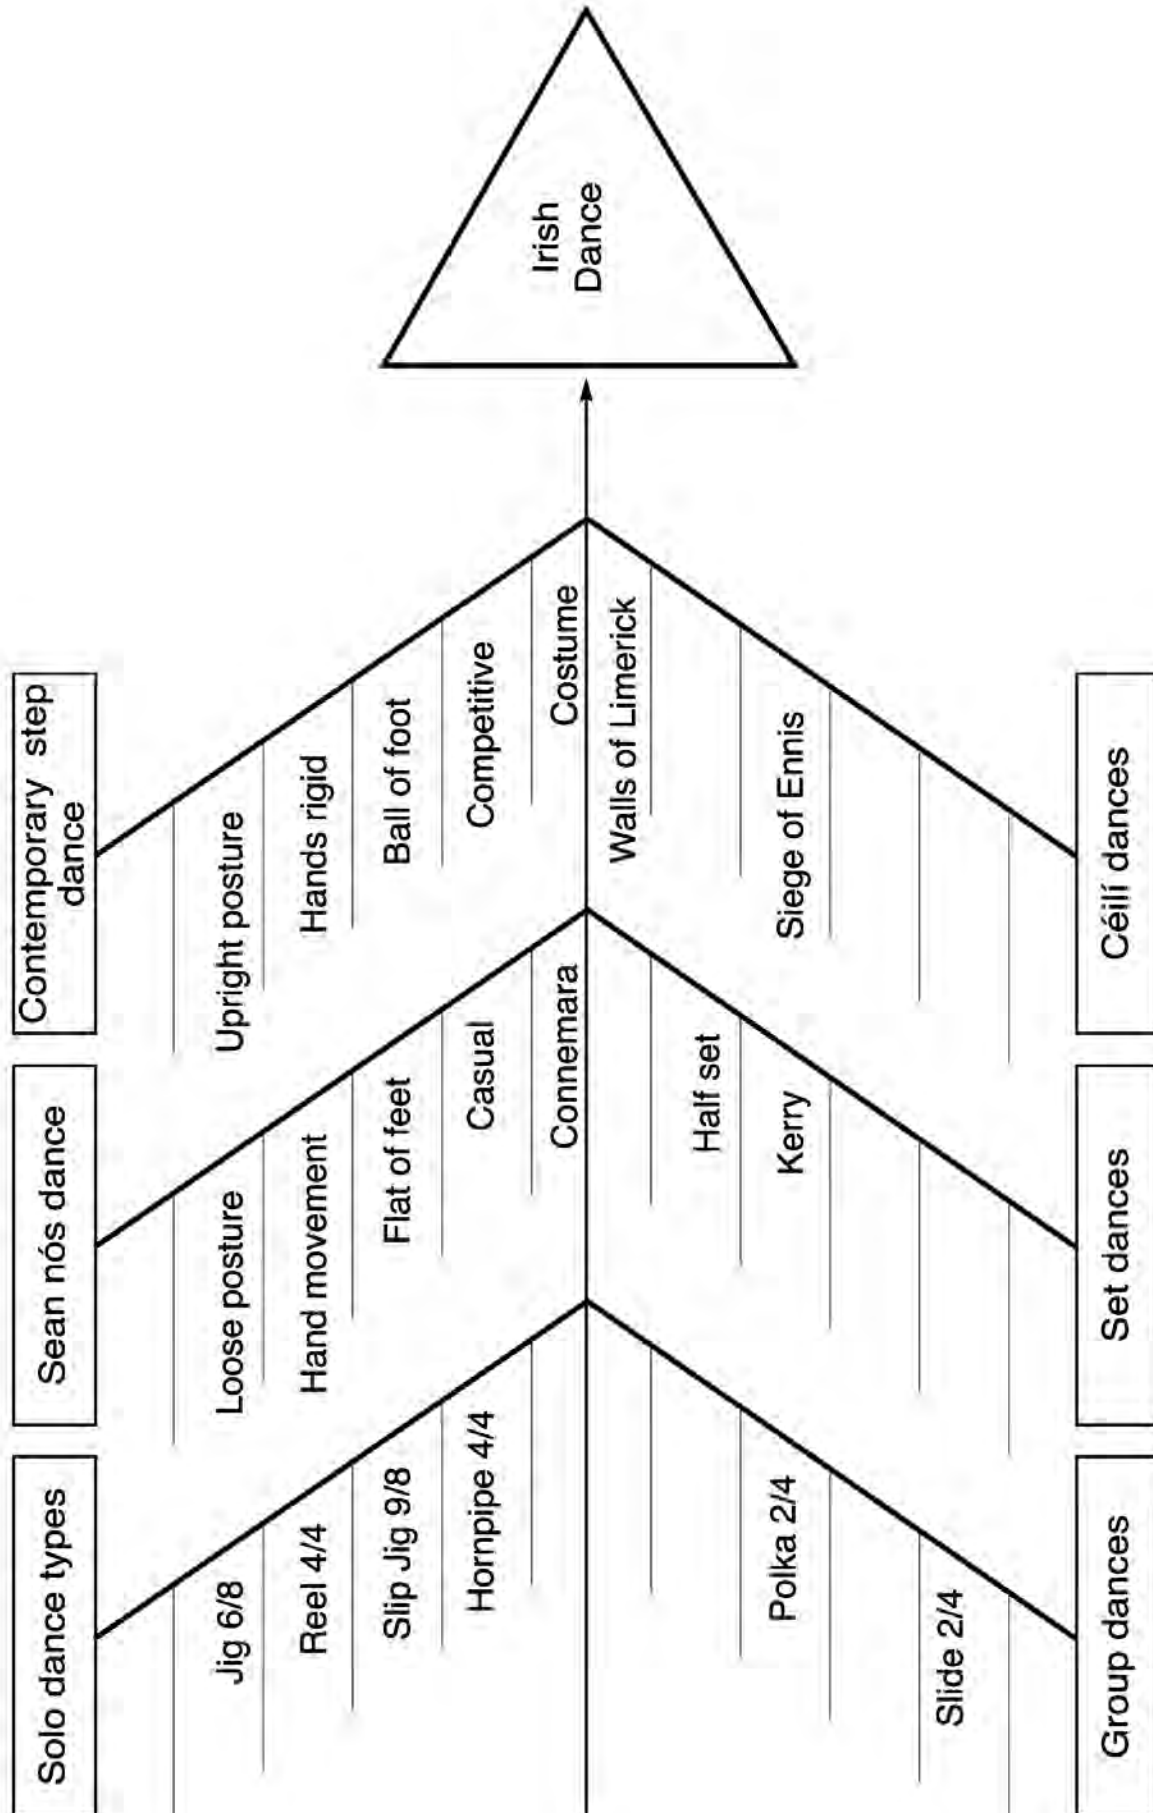 Solo dance types
Jig 6/8
Reel 4/4
Slip Jig 9/8
Hornpipe 4/4
Sean nós dance
Loose posture
Hand movement
Flat of feet
Casual
Connemara
Contemporary step
dance
Upright posture
Hands rigid
Ball of foot
Competitive
Costume
Irish
Dance
Polka 2/4
Slide 2/4
Group dances
Half set
Kerry
Set dances
Walls of Limerick
Siege of Ennis
Céilí dances